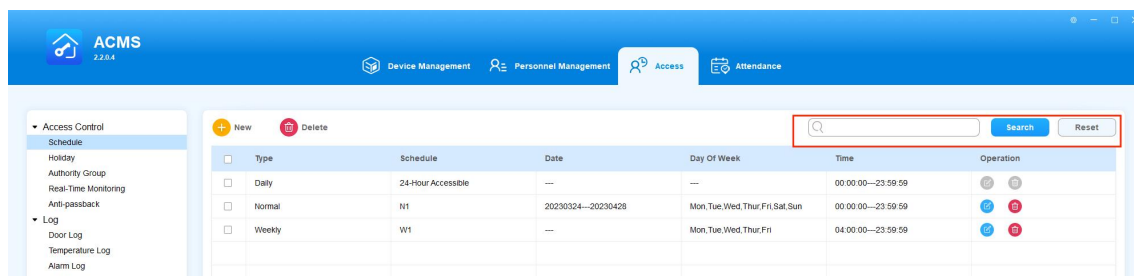 ACMS
2.2.0.4
Device Management Personnel Management Access Attendance
Access Control
Schedule
Holiday
Authority Group
Real-Time Monitoring
Anti-passback
Log
Door Log
Temperature Log
Alarm Log
New Delete Search Reset
Type Schedule Date Day Of Week Time Operation
Daily 24-Hour Accessible --- --- 00:00:00---23:59:59
Normal N1 20230324---20230428 Mon,Tue,Wed,Thur,Fri,Sat,Sun 00:00:00---23:59:59
Weekly W1 --- Mon,Tue,Wed,Thur,Fri 04:00:00---23:59:59